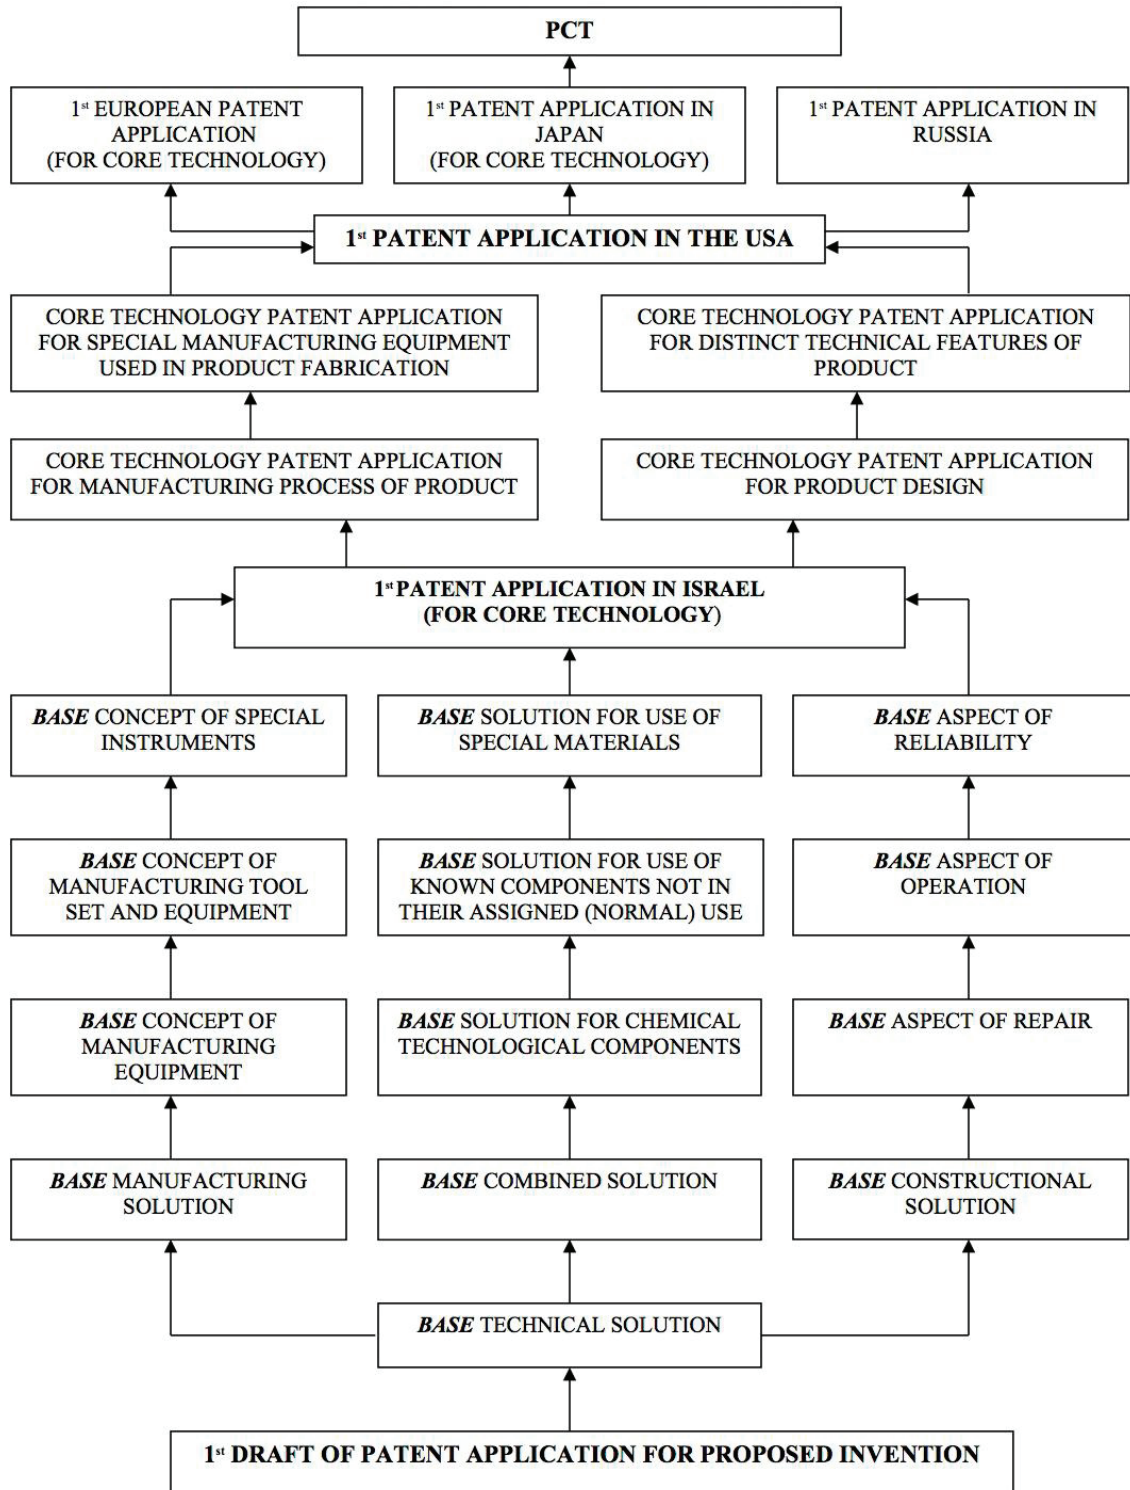 PCT
1st EUROPEAN PATENT
APPLICATION
(FOR CORE TECHNOLOGY)
1st PATENT APPLICATION IN
JAPAN
(FOR CORE TECHNOLOGY)
1st PATENT APPLICATION IN
RUSSIA
1st PATENT APPLICATION IN THE USA
CORE TECHNOLOGY PATENT APPLICATION
FOR SPECIAL MANUFACTURING EQUIPMENT
USED IN PRODUCT FABRICATION
CORE TECHNOLOGY PATENT APPLICATION
FOR DISTINCT TECHNICAL FEATURES OF
PRODUCT
CORE TECHNOLOGY PATENT APPLICATION
FOR MANUFACTURING PROCESS OF PRODUCT
CORE TECHNOLOGY PATENT APPLICATION
FOR PRODUCT DESIGN
1st PATENT APPLICATION IN ISRAEL
(FOR CORE TECHNOLOGY)
BASE CONCEPT OF SPECIAL
INSTRUMENTS
BASE SOLUTION FOR USE OF
SPECIAL MATERIALS
BASE ASPECT OF
RELIABILITY
BASE CONCEPT OF
MANUFACTURING TOOL
SET AND EQUIPMENT
BASE SOLUTION FOR USE OF
KNOWN COMPONENTS NOT IN
THEIR ASSIGNED (NORMAL) USE
BASE ASPECT OF
OPERATION
BASE CONCEPT OF
MANUFACTURING
EQUIPMENT
BASE SOLUTION FOR CHEMICAL
TECHNOLOGICAL COMPONENTS
BASE ASPECT OF REPAIR
BASE MANUFACTURING
SOLUTION
BASE COMBINED SOLUTION
BASE CONSTRUCTIONAL
SOLUTION
BASE TECHNICAL SOLUTION
1st DRAFT OF PATENT APPLICATION FOR PROPOSED INVENTION